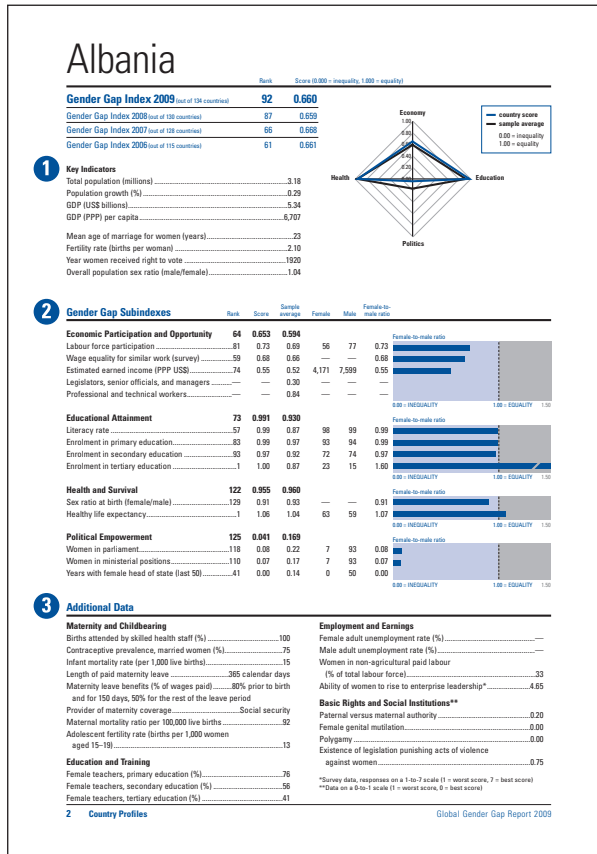 Albania
Rank Score (0.000 = inequality, 1.000 = equality)
Gender Gap Index 2009 (out of 134 countries) 92 0.660
Gender Gap Index 2008 (out of 130 countries) 87 0.659
Gender Gap Index 2007 (out of 128 countries) 66 0.668
Gender Gap Index 2006 (out of 115 countries) 61 0.661
Economy
1.00
0.80
0.60
0.40
0.20
0.00
Health
Education
Politics
country score
sample average
0.00 = inequality
1.00 = equality
1
Key Indicators
Total population (millions)3.18
Population growth (%)0.29
GDP (US$ billions)5.34
GDP (PPP) per capita6,707
Mean age of marriage for women (years)23
Fertility rate (births per woman)2.10
Year women received right to vote1920
Overall population sex ratio (male/female)1.04
2 Gender Gap Subindexes Rank Score Sample average Female Male Female-to-male ratio
Economic Participation and Opportunity 64 0.653 0.594
Labour force participation81 0.73 0.69 56 77 0.73
Wage equality for similar work (survey)59 0.68 0.66 — — 0.68
Estimated earned income (PPP US$)74 0.55 0.52 4,171 7,599 0.55
Legislators, senior officials, and managers— — 0.30 — — —
Professional and technical workers— — 0.84 — — —
Female-to-male ratio
0.00 = INEQUALITY 1.00 = EQUALITY 1.50
Educational Attainment 73 0.991 0.930
Literacy rate57 0.99 0.87 98 99 0.99
Enrolment in primary education83 0.99 0.97 93 94 0.99
Enrolment in secondary education93 0.97 0.92 72 74 0.97
Enrolment in tertiary education1 1.00 0.87 23 15 1.60
Female-to-male ratio
0.00 = INEQUALITY 1.00 = EQUALITY 1.50
Health and Survival 122 0.955 0.960
Sex ratio at birth (female/male)129 0.91 0.93 — — 0.91
Healthy life expectancy1 1.06 1.04 63 59 1.07
Female-to-male ratio
0.00 = INEQUALITY 1.00 = EQUALITY 1.50
Political Empowerment 125 0.041 0.169
Women in parliament118 0.08 0.22 7 93 0.08
Women in ministerial positions110 0.07 0.17 7 93 0.07
Years with female head of state (last 50)41 0.00 0.14 0 50 0.00
Female-to-male ratio
0.00 = INEQUALITY 1.00 = EQUALITY 1.50
3 Additional Data
Maternity and Childbearing
Births attended by skilled health staff (%)100
Contraceptive prevalence, married women (%)75
Infant mortality rate (per 1,000 live births)15
Length of paid maternity leave365 calendar days
Maternity leave benefits (% of wages paid)80% prior to birth
and for 150 days, 50% for the rest of the leave period
Provider of maternity coverageSocial security
Maternal mortality ratio per 100,000 live births92
Adolescent fertility rate (births per 1,000 women
aged 15–19)13
Education and Training
Female teachers, primary education (%)76
Female teachers, secondary education (%)56
Female teachers, tertiary education (%)41
Employment and Earnings
Female adult unemployment rate (%)—
Male adult unemployment rate (%)—
Women in non-agricultural paid labour
(% of total labour force)33
Ability of women to rise to enterprise leadership*4.65
Basic Rights and Social Institutions**
Paternal versus maternal authority0.20
Female genital mutilation0.00
Polygamy0.00
Existence of legislation punishing acts of violence
against women0.75
*Survey data, responses on a 1-to-7 scale (1 = worst score, 7 = best score)
**Data on a 0-to-1 scale (1 = worst score, 0 = best score)
2 Country Profiles
Global Gender Gap Report 2009